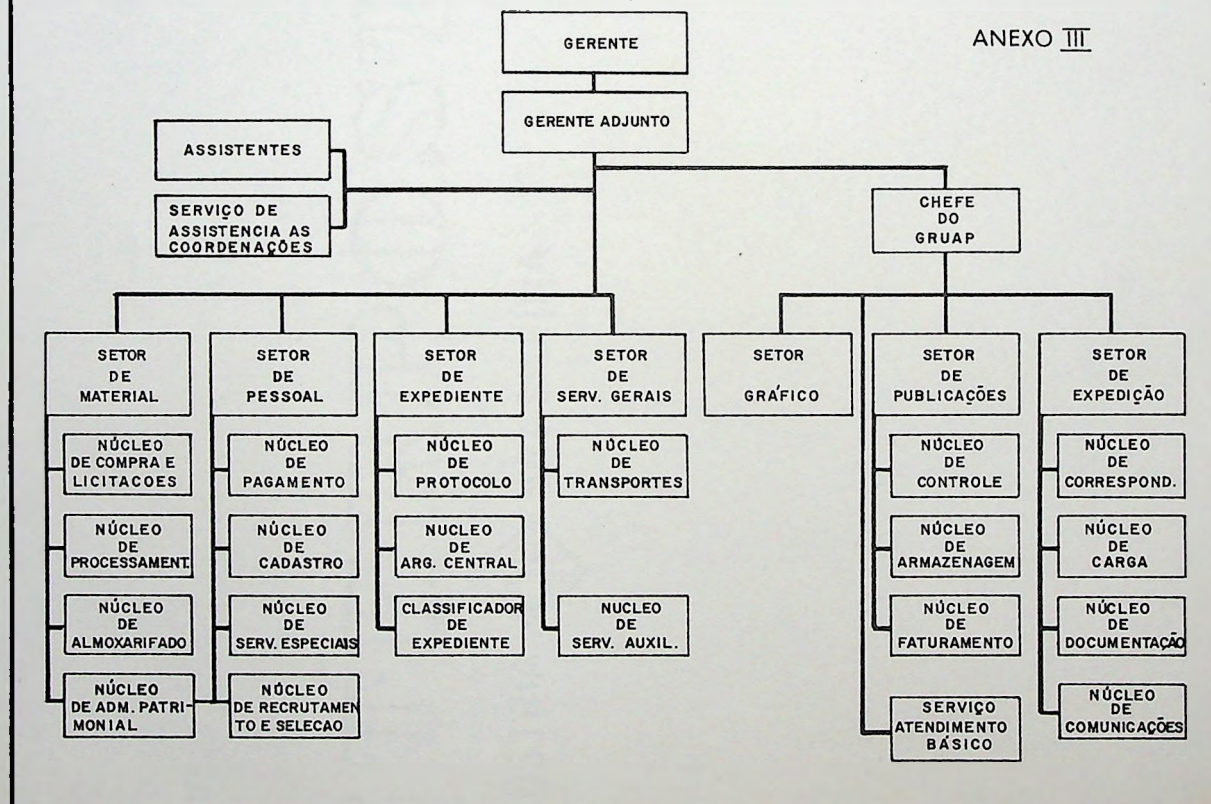 ANEXO III
GERENTE
GERENTE ADJUNTO
ASSISTENTES
SERVIÇO DE
ASSISTENCIA AS
COORDENAÇÕES
CHEFE
DO
GRUAP
SETOR
DE
MATERIAL
SETOR
DE
PESSOAL
SETOR
DE
EXPEDIENTE
SETOR
DE
SERV. GERAIS
SETOR
GRÁFICO
SETOR
DE
PUBLICAÇÕES
SETOR
DE
EXPEDIÇÃO
NÚCLEO
DE COMPRA E
LICITACOES
NÚCLEO
DE
PAGAMENTO
NÚCLEO
DE
PROTOCOLO
NÚCLEO
DE
TRANSPORTES
NÚCLEO
DE
CONTROLE
NÚCLEO
DE
CORRESPOND.
NÚCLEO
DE
PROCESSAMENT.
NÚCLEO
DE
CADASTRO
NUCLEO
DE
ARG. CENTRAL
NÚCLEO
DE
ARMAZENAGEM
NÚCLEO
DE
CARGA
NÚCLEO
DE
ALMOXARIFADO
NÚCLEO
DE
SERV. ESPECIAIS
CLASSIFICADOR
DE
EXPEDIENTE
NUCLEO
DE
SERV. AUXIL.
NÚCLEO
DE
FATURAMENTO
NÚCLEO
DE
DOCUMENTAÇÃO
NÚCLEO
DE ADM. PATRI-
MONIAL
NÚCLEO
DE RECRUTAMEN
TO E SELECAO
SERVIÇO
ATENDIMENTO
BÁSICO
NÚCLEO
DE
COMUNICAÇÕES